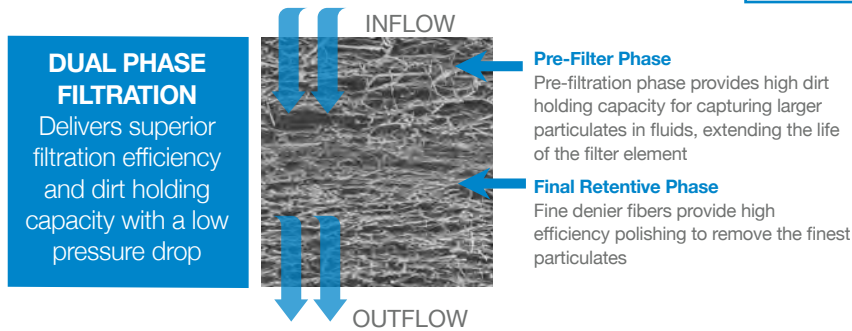 INFLOW
DUAL PHASE
FILTRATION
Delivers superior
filtration efficiency
and dirt holding
capacity with a low
pressure drop
Pre-Filter Phase
Pre-filtration phase provides high dirt
holding capacity for capturing larger
particulates in fluids, extending the life
of the filter element
Final Retentive Phase
Fine denier fibers provide high
efficiency polishing to remove the finest
particulates
OUTFLOW